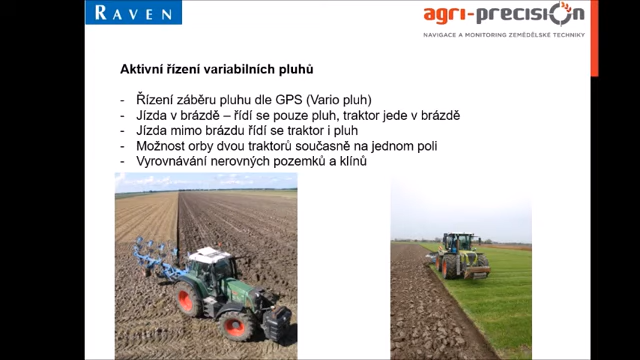 RAVEN
agri-precision
NAVIGACE A MONITORING ZEMĚDĚLSKÉ TECHNIKY
Aktivní řízení variabilních pluhů
- Řízení záběru pluhu dle GPS (Vario pluh)
- Jízda v brázdě – řídí se pouze pluh, traktor jede v brázdě
- Jízda mimo brázdu řídí se traktor i pluh
- Možnost orby dvou traktorů současně na jednom poli
- Vyrovnávání nerovných pozemků a klínů